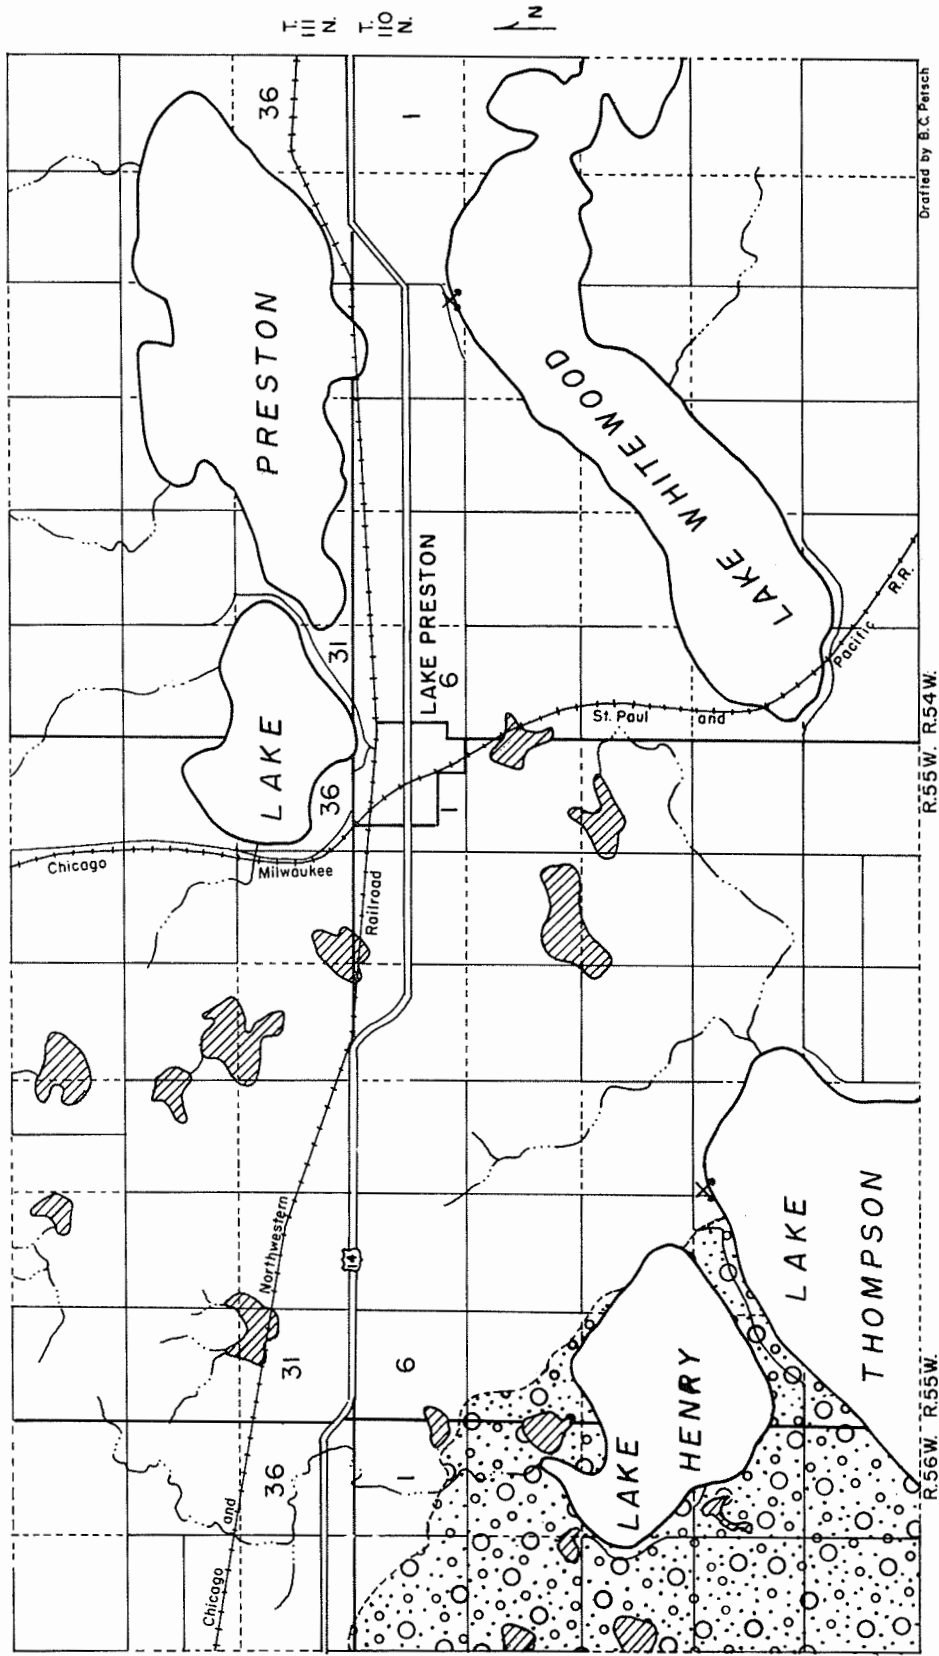 T.
111
N.
T.
110
N.
N
36
1
PRESTON
LAKE
31
36
LAKE PRESTON
6
1
LAKE WHITEWOOD
Chicago
Milwaukee
St. Paul
and
Pacific
R.R.
Railroad
Northwestern
and
Chicago
14
31
6
36
1
LAKE
HENRY
LAKE
THOMPSON
R.56W. R.55W.
R.55W. R.54W.
Drafted by B.C. Petsch